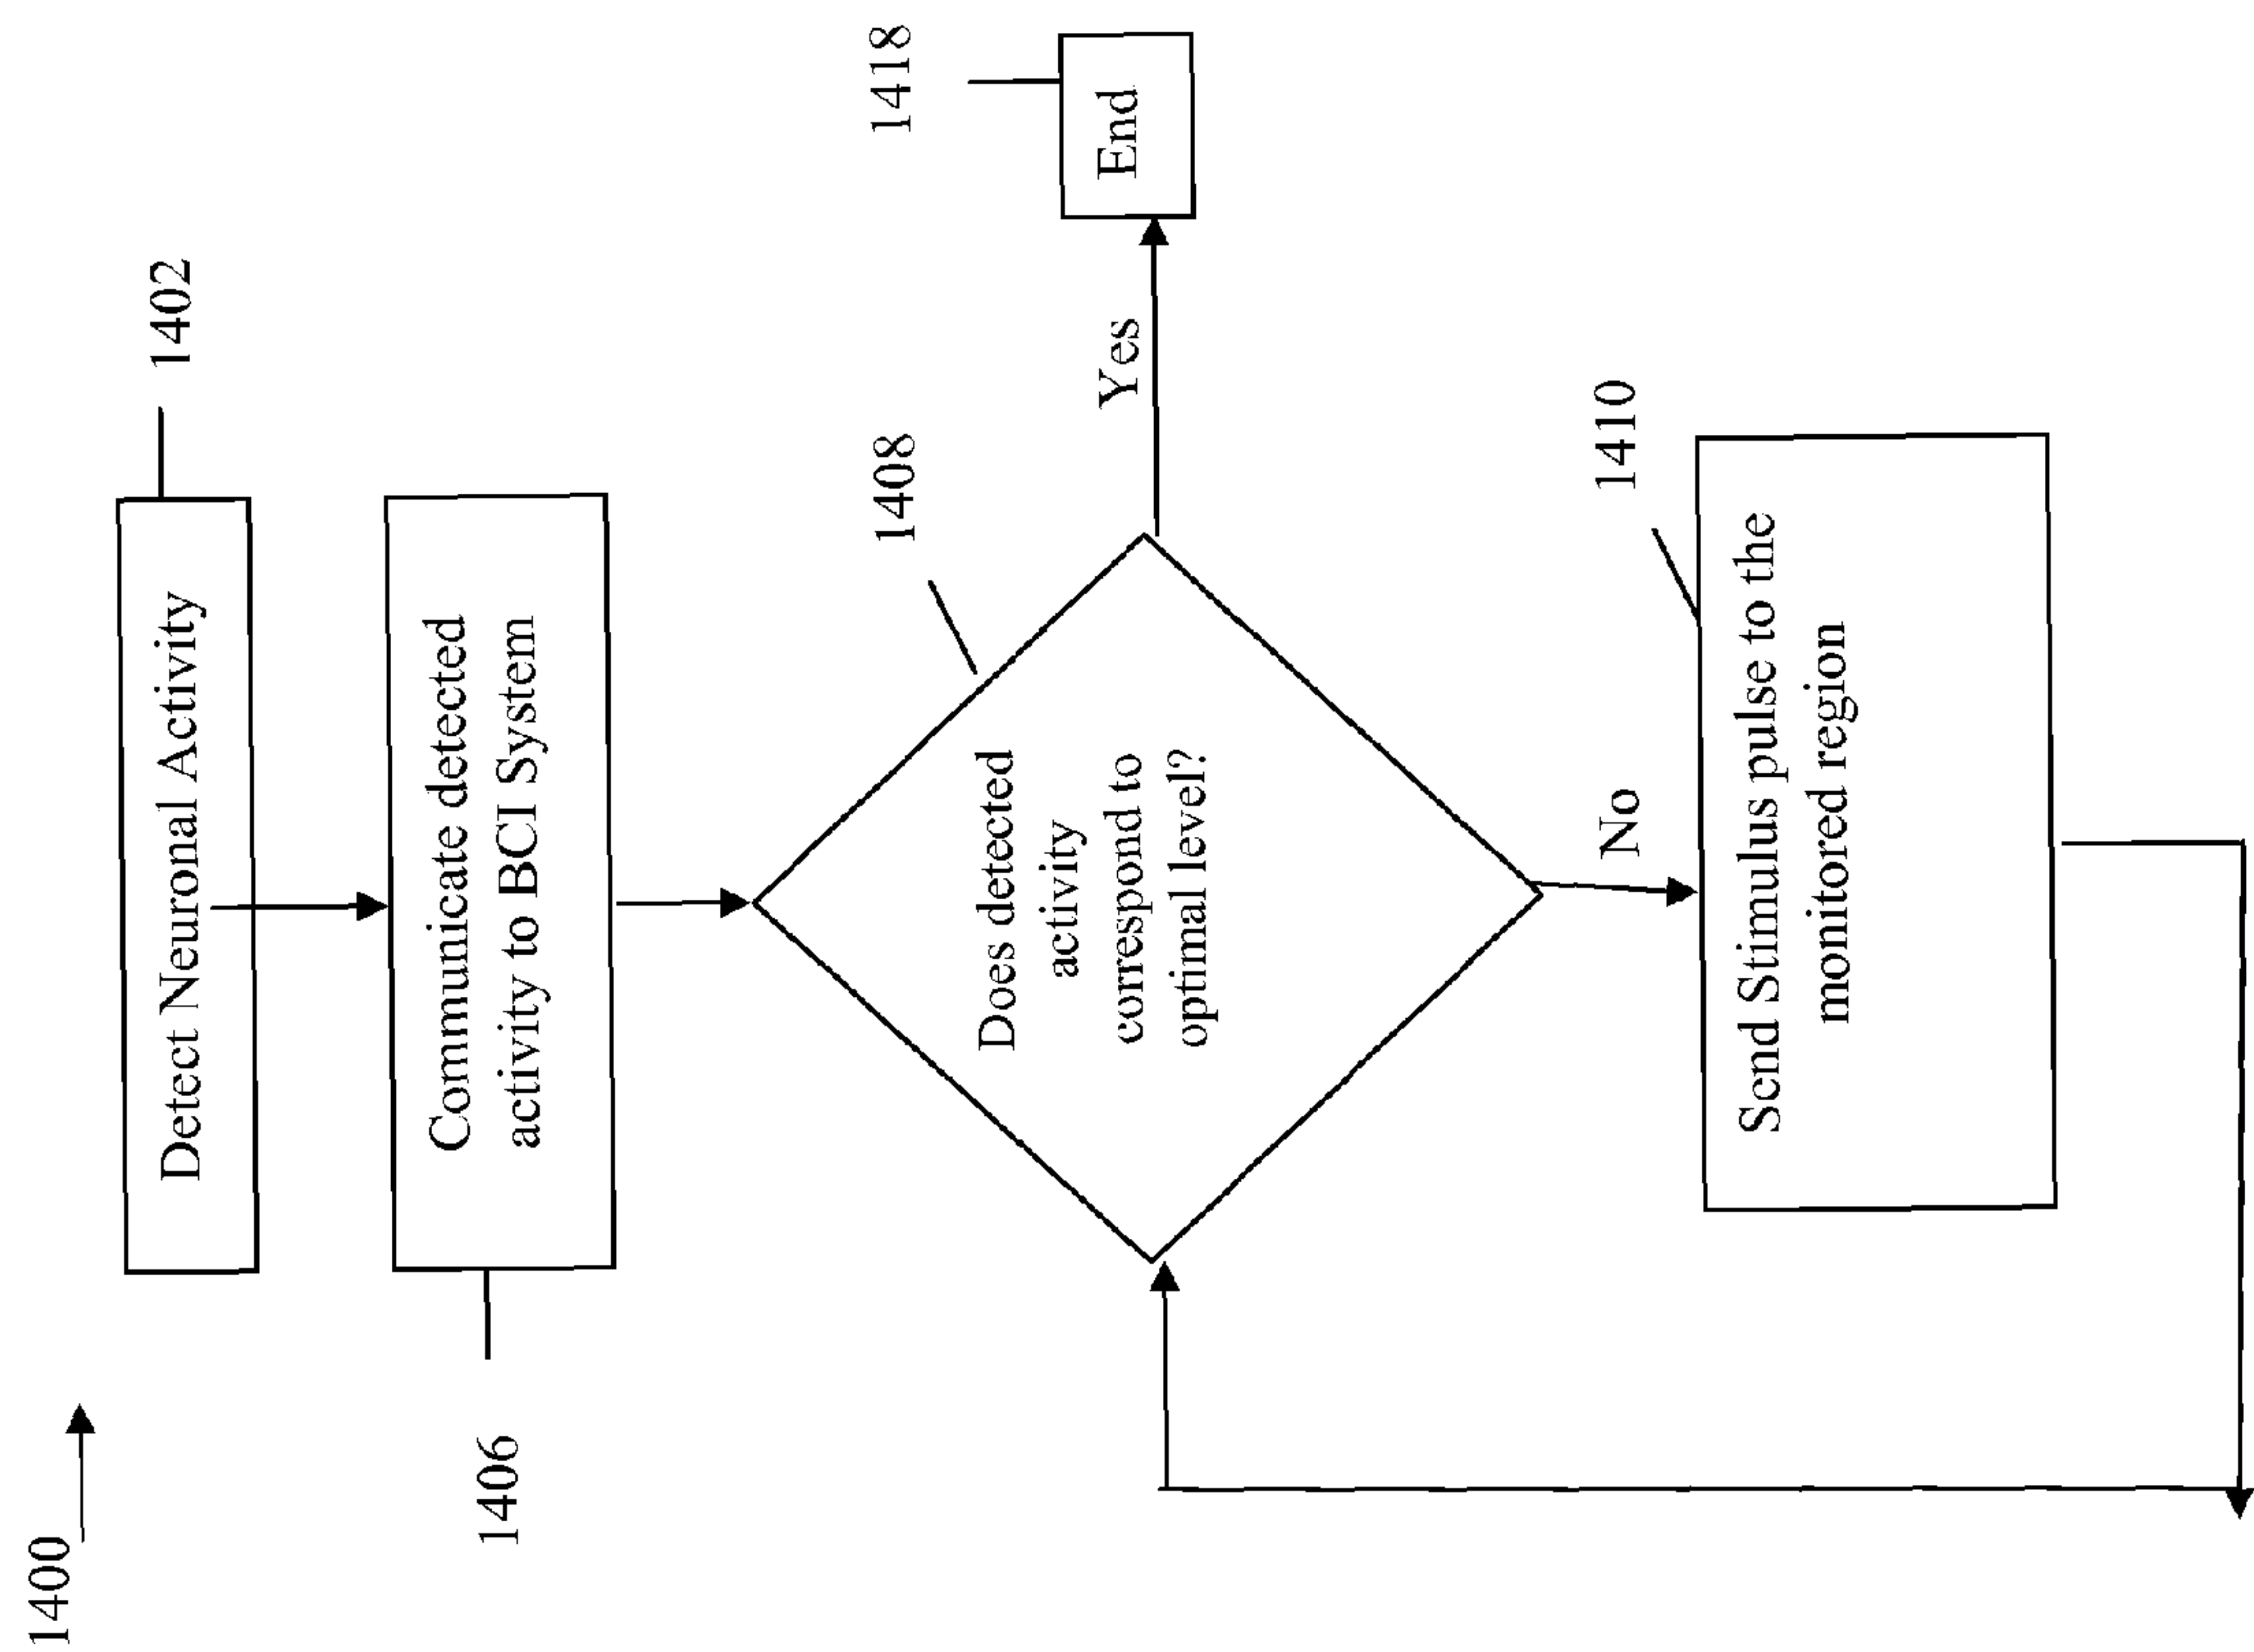 1400
Detect Neuronal Activity
1402
Communicate detected
activity to BCI System
1406
1408
Does detected
activity
correspond to
optimal level?
Yes
End
1418
No
1410
Send Stimulus pulse to the
monitored region